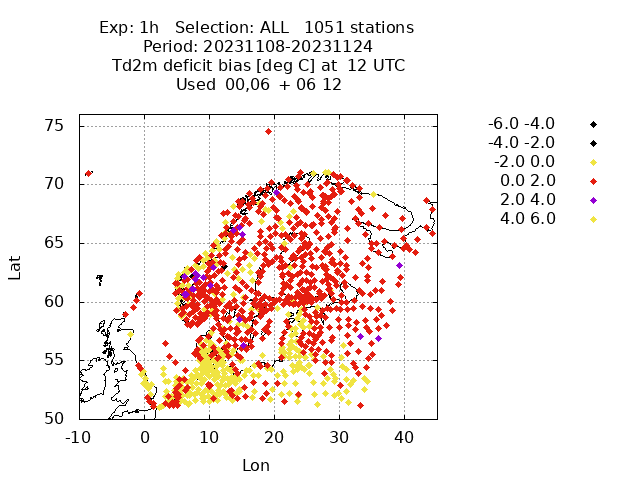 Exp: 1h   Selection: ALL   1051 stations
Period: 20231108-20231124
Td2m deficit bias [deg C] at  12 UTC
Used  00,06  + 06 12
-6.0 -4.0
-4.0 -2.0
-2.0 0.0
0.0 2.0
2.0 4.0
4.0 6.0
75
70
65
60
55
50
Lat
-10 0 10 20 30 40
Lon